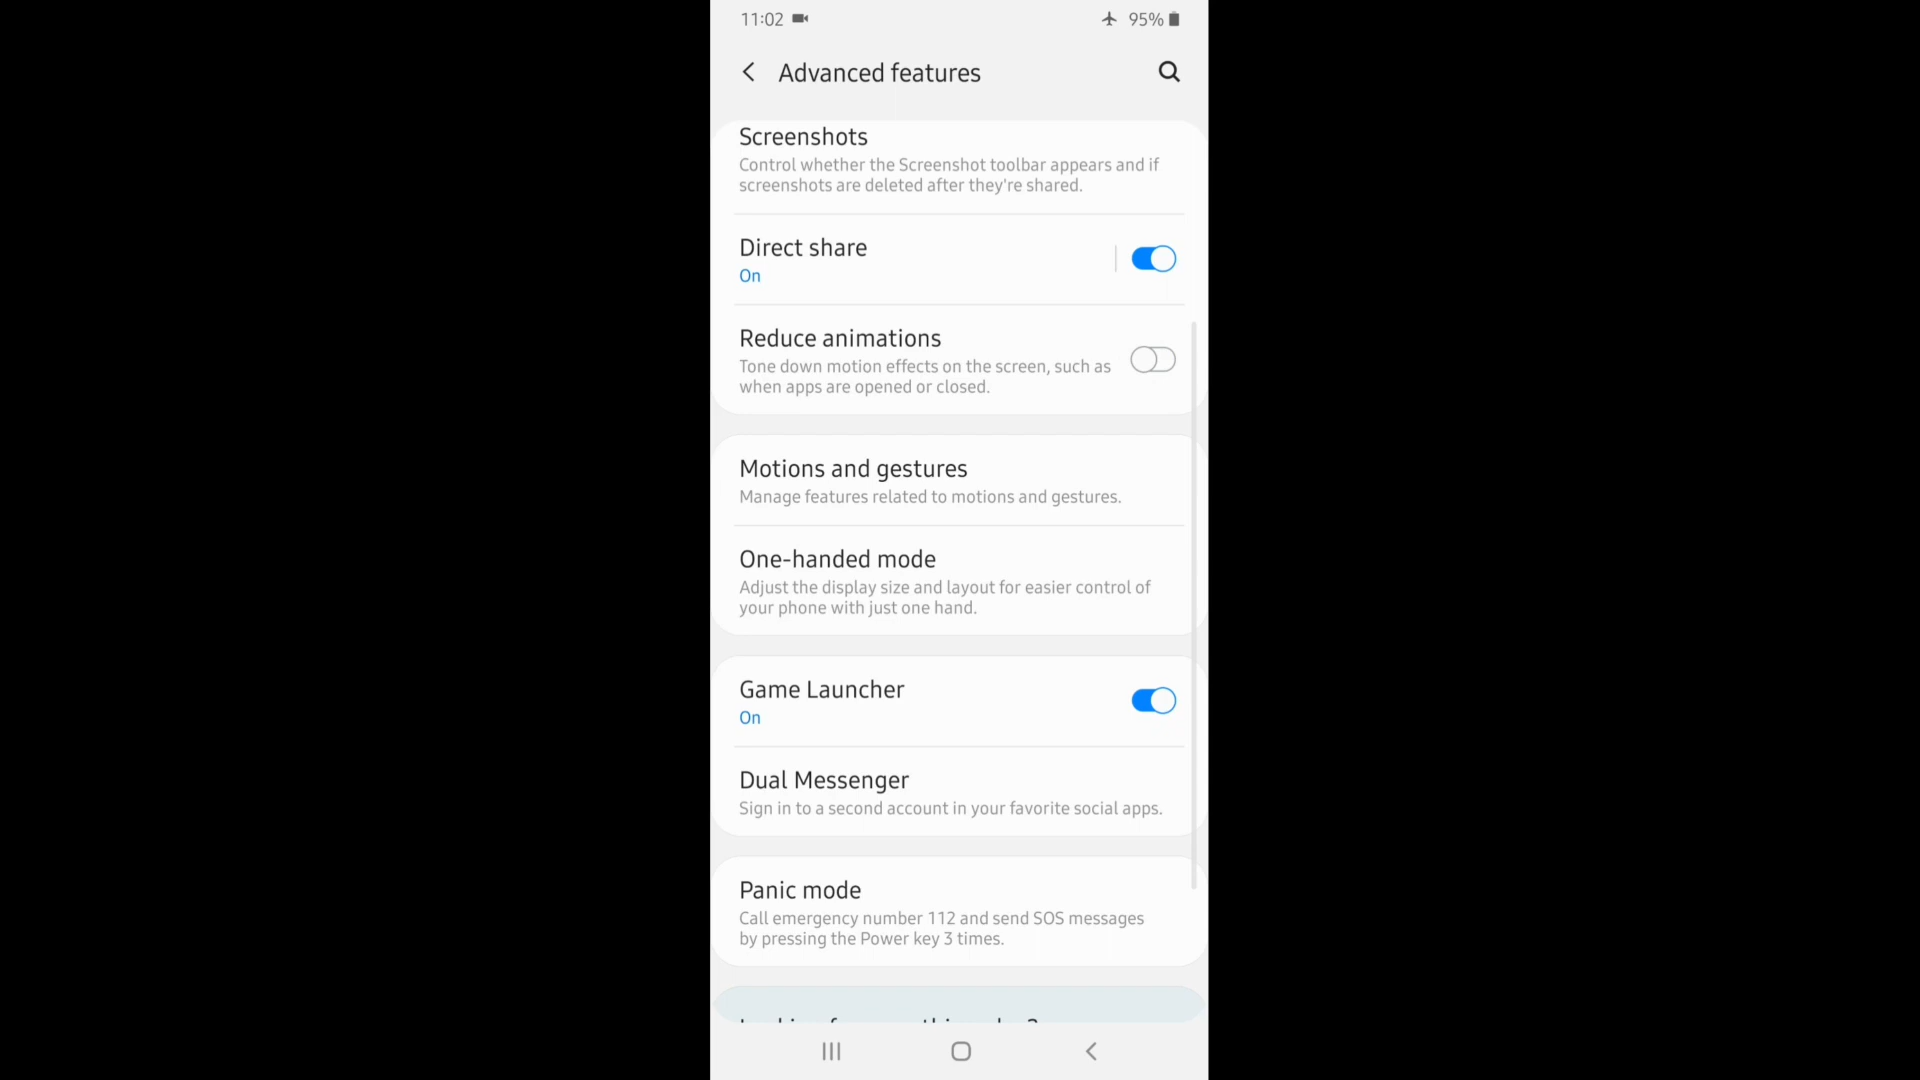 11:02
95%
Advanced features
Screenshots
Control whether the Screenshot toolbar appears and if
screenshots are deleted after they're shared.
Direct share
On
Reduce animations
Tone down motion effects on the screen, such as
when apps are opened or closed.
Motions and gestures
Manage features related to motions and gestures.
One-handed mode
Adjust the display size and layout for easier control of
your phone with just one hand.
Game Launcher
On
Dual Messenger
Sign in to a second account in your favorite social apps.
Panic mode
Call emergency number 112 and send SOS messages
by pressing the Power key 3 times.